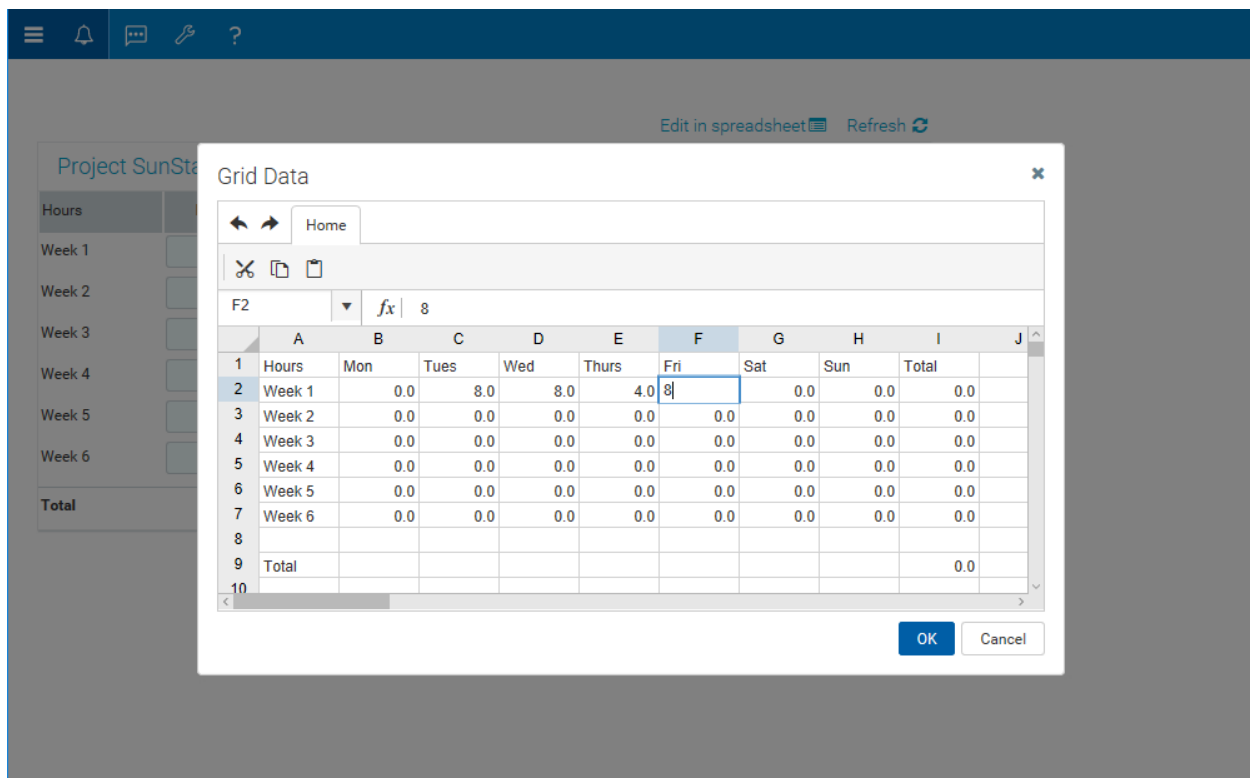 ?
Edit in spreadsheet Refresh
Project SunSta
Hours
Week 1
Week 2
Week 3
Week 4
Week 5
Week 6
Total
Grid Data
Home
F2 fx 8
A B C D E F G H I J
1 Hours Mon Tues Wed Thurs Fri Sat Sun Total
2 Week 1 0.0 8.0 8.0 4.0 8 0.0 0.0 0.0
3 Week 2 0.0 0.0 0.0 0.0 0.0 0.0 0.0 0.0
4 Week 3 0.0 0.0 0.0 0.0 0.0 0.0 0.0 0.0
5 Week 4 0.0 0.0 0.0 0.0 0.0 0.0 0.0 0.0
6 Week 5 0.0 0.0 0.0 0.0 0.0 0.0 0.0 0.0
7 Week 6 0.0 0.0 0.0 0.0 0.0 0.0 0.0 0.0
8
9 Total 0.0
10
OK Cancel